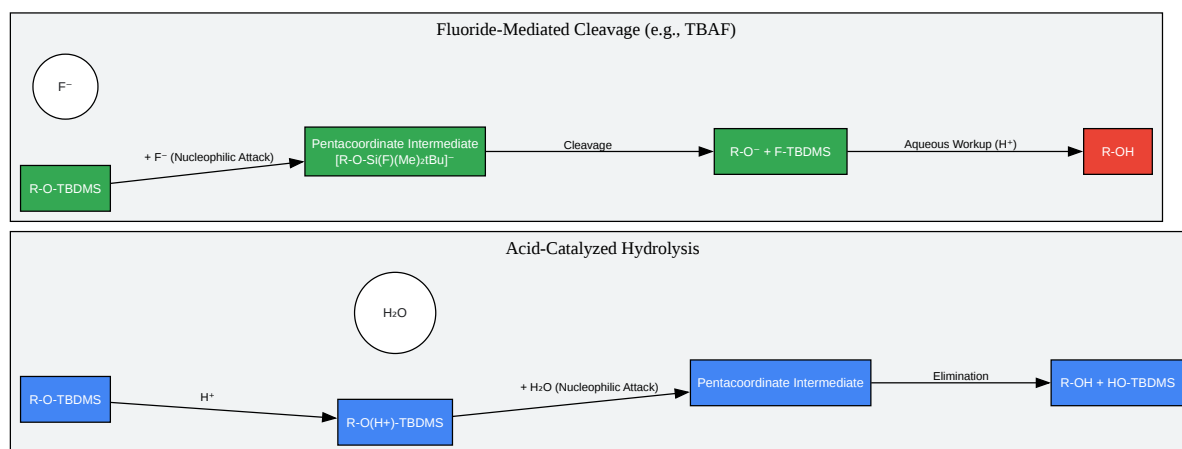 Fluoride-Mediated Cleavage (e.g., TBAF)
F⁻
R-O-TBDMS
+ F⁻ (Nucleophilic Attack)
Pentacoordinate Intermediate
[R-O-Si(F)(Me)₂tBu]⁻
Cleavage
R-O⁻ + F-TBDMS
Aqueous Workup (H⁺)
R-OH
Acid-Catalyzed Hydrolysis
H₂O
R-O-TBDMS
H⁺
R-O(H+)-TBDMS
+ H₂O (Nucleophilic Attack)
Pentacoordinate Intermediate
Elimination
R-OH + HO-TBDMS